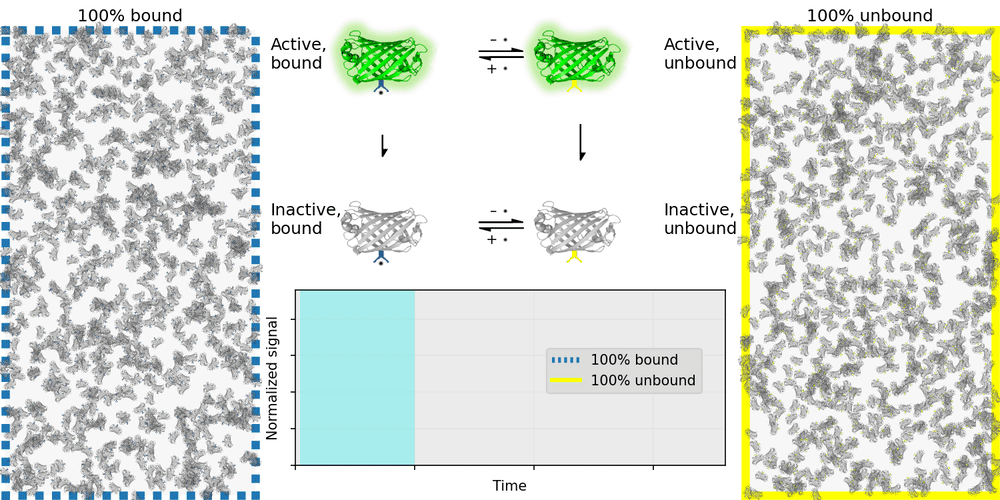 100% bound
100% unbound
Active,
bound
− *
+ *
Active,
unbound
*
Inactive,
bound
− *
+ *
Inactive,
unbound
*
Normalized signal
100% bound
100% unbound
Time